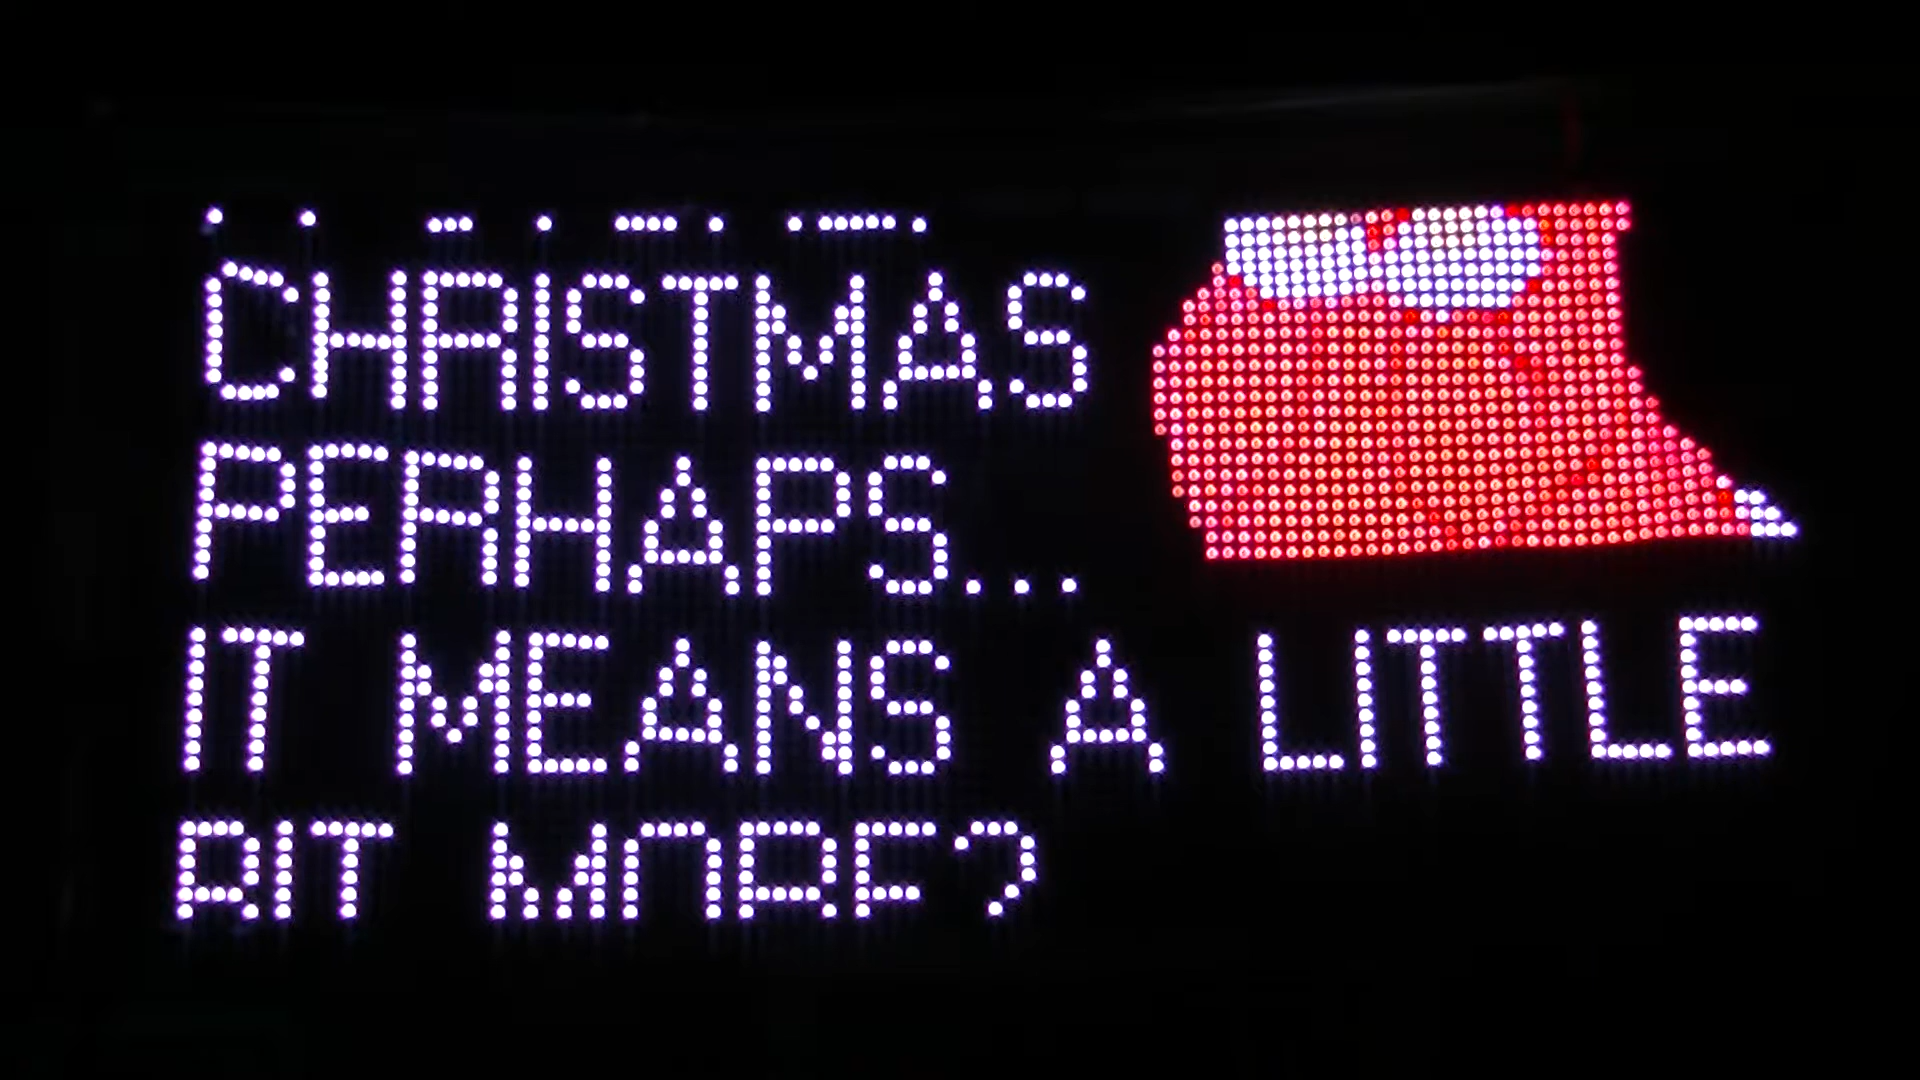 CHRISTMAS
PERHAPS...
IT MEANS A LITTLE
BIT MORE?